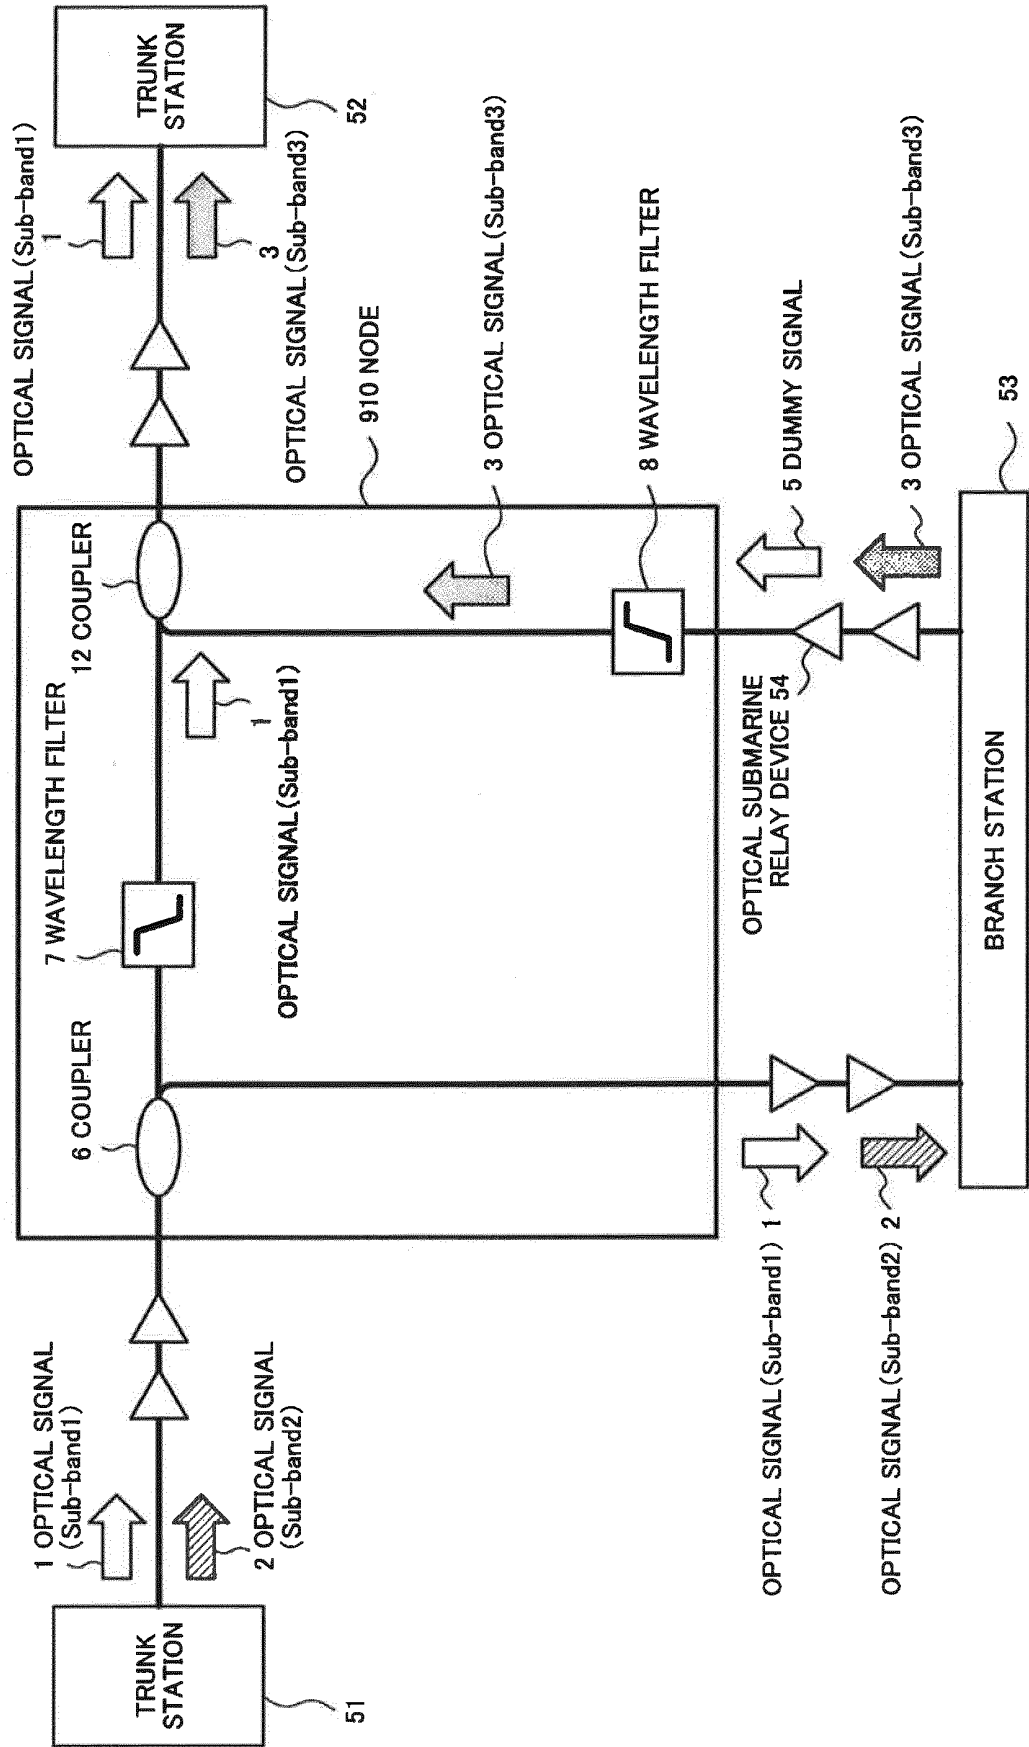 1 OPTICAL SIGNAL
(Sub-band1)
2 OPTICAL SIGNAL
(Sub-band2)
TRUNK
STATION
51
6 COUPLER
7 WAVELENGTH FILTER
12 COUPLER
1
OPTICAL SIGNAL(Sub-band1)
OPTICAL SIGNAL(Sub-band1)
1
3
OPTICAL SIGNAL(Sub-band3)
TRUNK
STATION
52
910 NODE
3 OPTICAL SIGNAL(Sub-band3)
8 WAVELENGTH FILTER
OPTICAL SIGNAL(Sub-band1) 1
OPTICAL SIGNAL(Sub-band2) 2
OPTICAL SUBMARINE
RELAY DEVICE 54
5 DUMMY SIGNAL
3 OPTICAL SIGNAL(Sub-band3)
BRANCH STATION
53